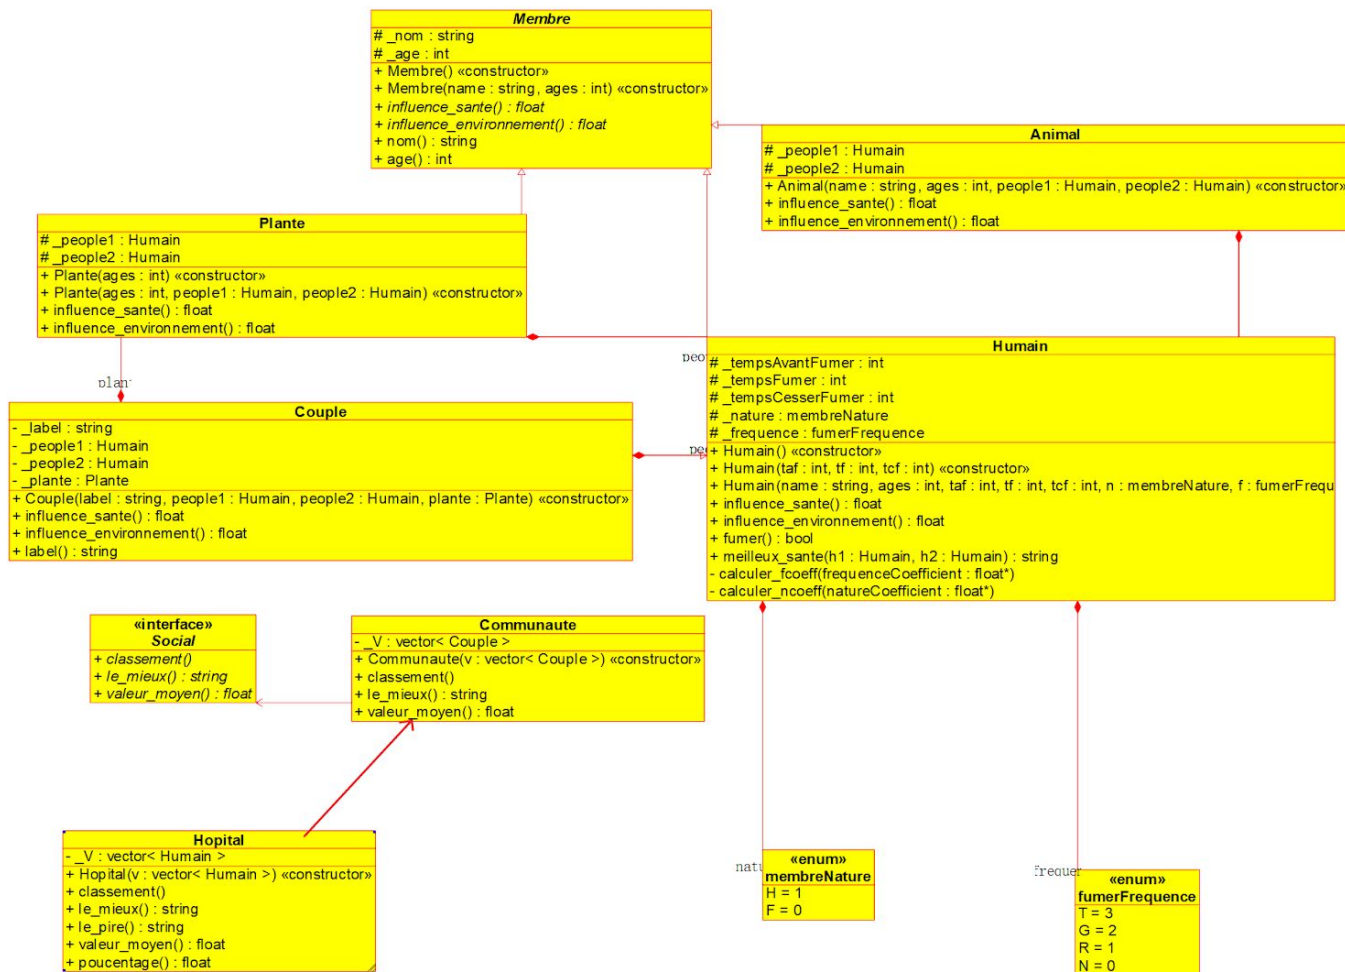 Membre
# _nom : string
# _age : int
+ Membre() «constructor»
+ Membre(name : string, ages : int) «constructor»
+ influence_sante() : float
+ influence_environnement() : float
+ nom() : string
+ age() : int
Animal
# _people1 : Humain
# _people2 : Humain
+ Animal(name : string, ages : int, people1 : Humain, people2 : Humain) «constructor»
+ influence_sante() : float
+ influence_environnement() : float
Plante
# _people1 : Humain
# _people2 : Humain
+ Plante(ages : int) «constructor»
+ Plante(ages : int, people1 : Humain, people2 : Humain) «constructor»
+ influence_sante() : float
+ influence_environnement() : float
peo
Humain
# _tempsAvantFumer : int
# _tempsFumer : int
# _tempsCesserFumer : int
# _nature : membreNature
# _frequence : fumerFrequence
+ Humain() «constructor»
+ Humain(taf : int, tf : int, tcf : int) «constructor»
+ Humain(name : string, ages : int, taf : int, tf : int, tcf : int, n : membreNature, f : fumerFrequ
+ influence_sante() : float
+ influence_environnement() : float
+ fumer() : bool
+ meilleux_sante(h1 : Humain, h2 : Humain) : string
- calculer_fcoeff(frequenceCoefficient : float*)
- calculer_ncoeff(natureCoefficient : float*)
plan
Couple
- _label : string
- _people1 : Humain
- _people2 : Humain
- _plante : Plante
+ Couple(label : string, people1 : Humain, people2 : Humain, plante : Plante) «constructor»
+ influence_sante() : float
+ influence_environnement() : float
+ label() : string
peo
«interface»
Social
+ classement()
+ le_mieux() : string
+ valeur_moyen() : float
Communaute
- _V : vector< Couple >
+ Communaute(v : vector< Couple >) «constructor»
+ classement()
+ le_mieux() : string
+ valeur_moyen() : float
Hopital
- _V : vector< Humain >
+ Hopital(v : vector< Humain >) «constructor»
+ classement()
+ le_mieux() : string
+ le_pire() : string
+ valeur_moyen() : float
+ poucentage() : float
natu
«enum»
membreNature
H = 1
F = 0
frequer
«enum»
fumerFrequence
T = 3
G = 2
R = 1
N = 0